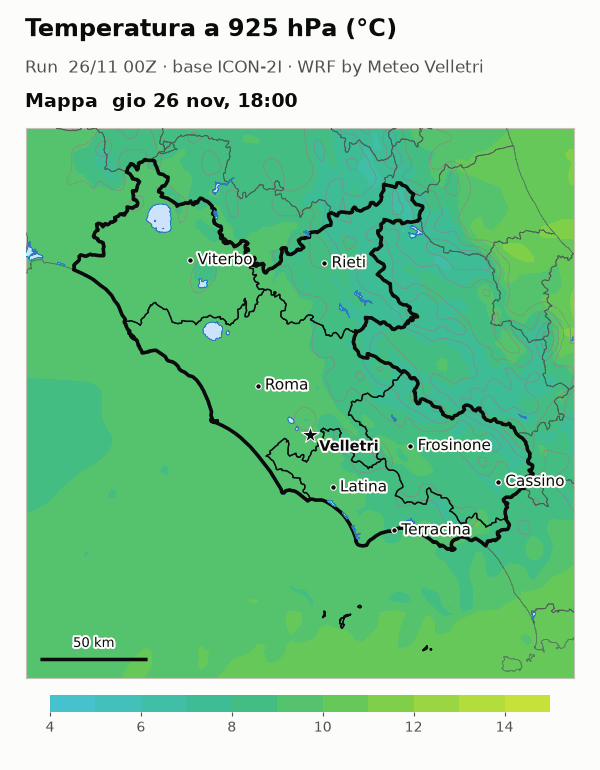 Temperatura a 925 hPa (°C)
Run  26/11 00Z · base ICON-2I · WRF by Meteo Velletri
Mappa  gio 26 nov, 18:00
Viterbo
Rieti
Roma
Velletri
Frosinone
Cassino
Latina
Terracina
50 km
4 6 8 10 12 14